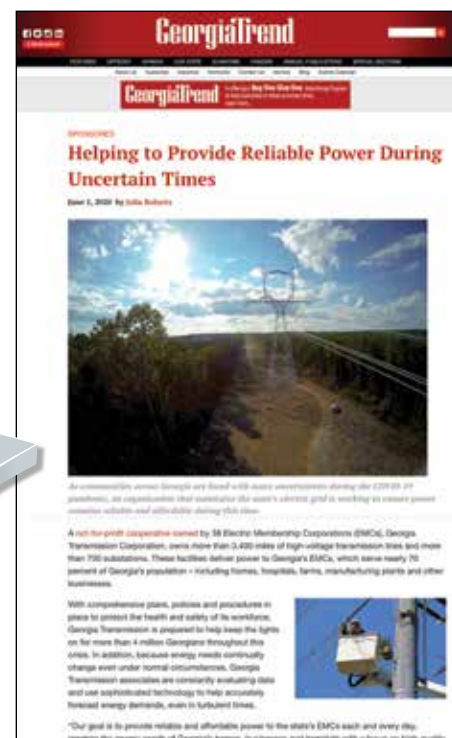 GeorgiaTrend
GeorgiaTrend
SPONSORED
Helping to Provide Reliable Power During
Uncertain Times
June 1, 2020 by Julia Roberts
As communities across Georgia are faced with many uncertainties during the COVID-19
pandemic, an organization that maintains the state's electric grid is working to ensure power
remains reliable and affordable during this time.
A not-for-profit cooperative owned by 38 Electric Membership Corporations (EMCs), Georgia
Transmission Corporation, owns more than 3,400 miles of high-voltage transmission lines and more
than 700 substations. These facilities deliver power to Georgia's EMCs, which serve nearly 70
percent of Georgia's population – including homes, hospitals, farms, manufacturing plants and other
businesses.
With comprehensive plans, policies and procedures in
place to protect the health and safety of its workforce,
Georgia Transmission is prepared to help keep the lights
on for more than 4 million Georgians throughout this
crisis. In addition, because energy needs continually
change even under normal circumstances, Georgia
Transmission associates are constantly evaluating data
and use sophisticated technology to help accurately
forecast energy demands, even in turbulent times.
"Our goal is to provide reliable and affordable power to the state's EMCs each and every day,